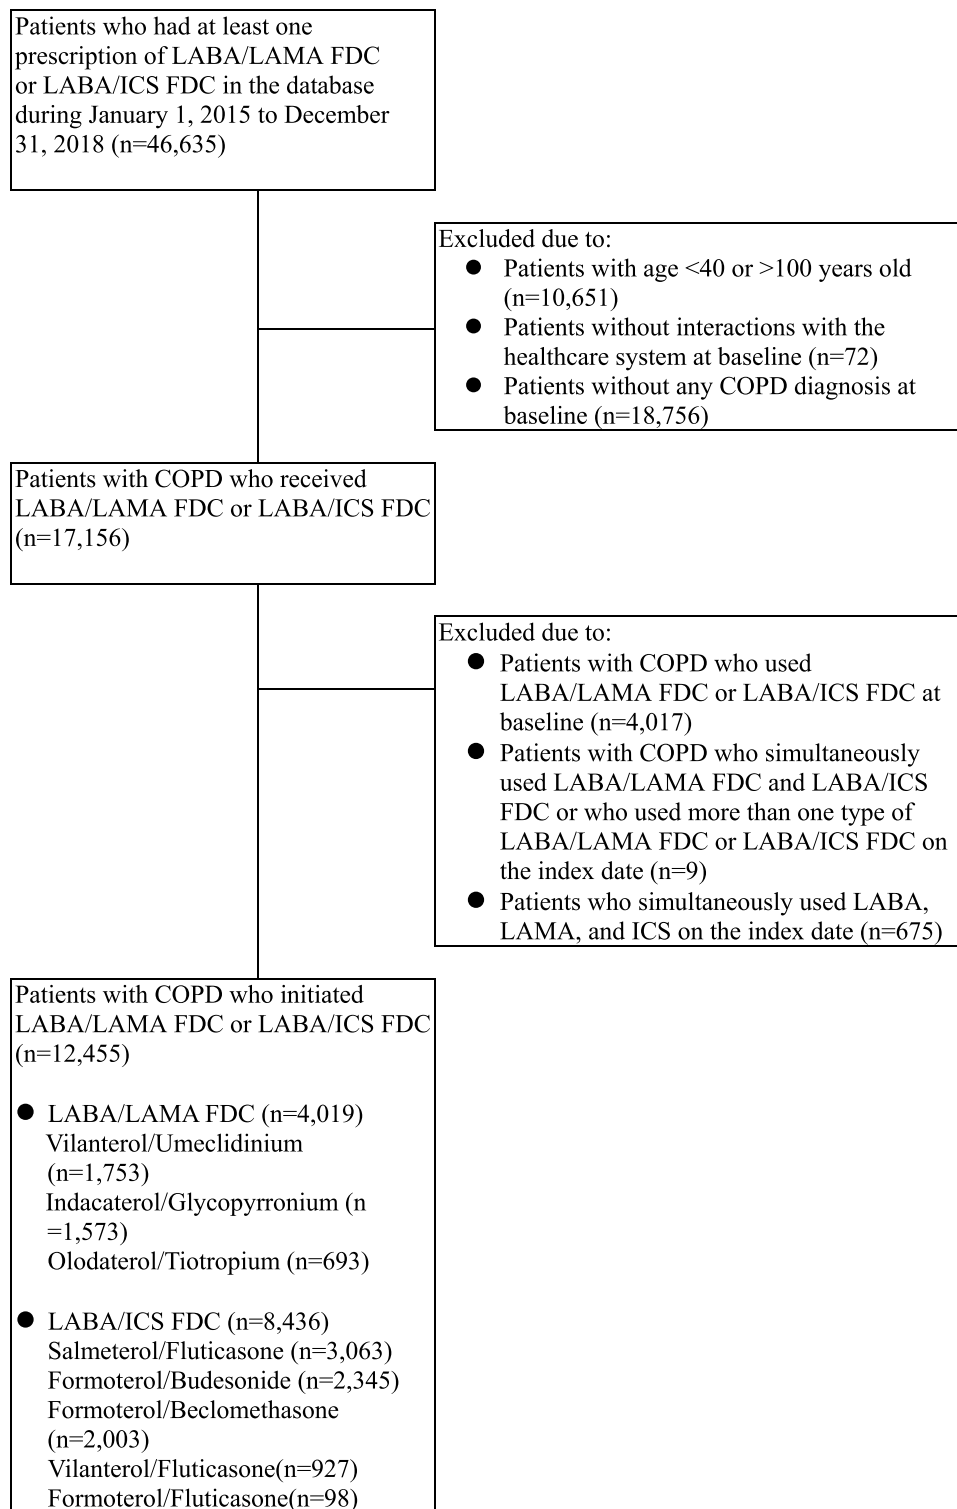 Patients who had at least one
prescription of LABA/LAMA FDC
or LABA/ICS FDC in the database
during January 1, 2015 to December
31, 2018 (n=46,635)
Excluded due to:
● Patients with age <40 or >100 years old
(n=10,651)
● Patients without interactions with the
healthcare system at baseline (n=72)
● Patients without any COPD diagnosis at
baseline (n=18,756)
Patients with COPD who received
LABA/LAMA FDC or LABA/ICS FDC
(n=17,156)
Excluded due to:
● Patients with COPD who used
LABA/LAMA FDC or LABA/ICS FDC at
baseline (n=4,017)
● Patients with COPD who simultaneously
used LABA/LAMA FDC and LABA/ICS
FDC or who used more than one type of
LABA/LAMA FDC or LABA/ICS FDC on
the index date (n=9)
● Patients who simultaneously used LABA,
LAMA, and ICS on the index date (n=675)
Patients with COPD who initiated
LABA/LAMA FDC or LABA/ICS FDC
(n=12,455)
● LABA/LAMA FDC (n=4,019)
Vilanterol/Umeclidinium
(n=1,753)
Indacaterol/Glycopyrronium (n
=1,573)
Olodaterol/Tiotropium (n=693)
● LABA/ICS FDC (n=8,436)
Salmeterol/Fluticasone (n=3,063)
Formoterol/Budesonide (n=2,345)
Formoterol/Beclomethasone
(n=2,003)
Vilanterol/Fluticasone(n=927)
Formoterol/Fluticasone(n=98)